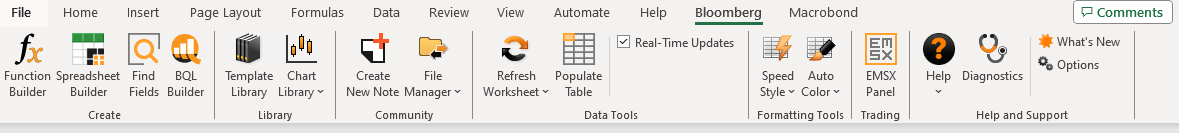 File Home Insert Page Layout Formulas Data Review View Automate Help Bloomberg Macrobond Comments
fx
Function Builder
Spreadsheet Builder
Find Fields
BQL Builder
Create
Template Library
Chart Library
Library
Create New Note
File Manager
Community
Refresh Worksheet
Populate Table
Real-Time Updates
Data Tools
Speed Style
Auto Color
Formatting Tools
EMSX
EMSX Panel
Trading
?
Help
Diagnostics
What's New
Options
Help and Support